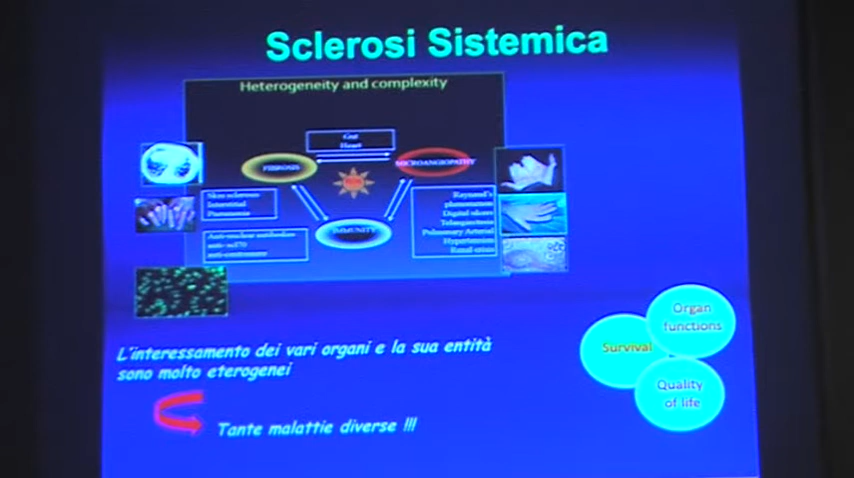 Sclerosi Sistemica
Heterogeneity and complexity
Gut
Heart
FIBROSIS
MICROANGIOPATHY
Skin sclerosis
Interstitial
Pneumonia
Raynaud's
phenomenon
Digital ulcers
Telangiectasia
Pulmonary Arterial
Hypertension
Renal crisis
IMMUNITY
Anti-nuclear antibodies
anti-scl70
anti-centromere
Organ
functions
Survival
Quality
of life
L'interessamento dei vari organi e la sua entità
sono molto eterogenei
Tante malattie diverse !!!